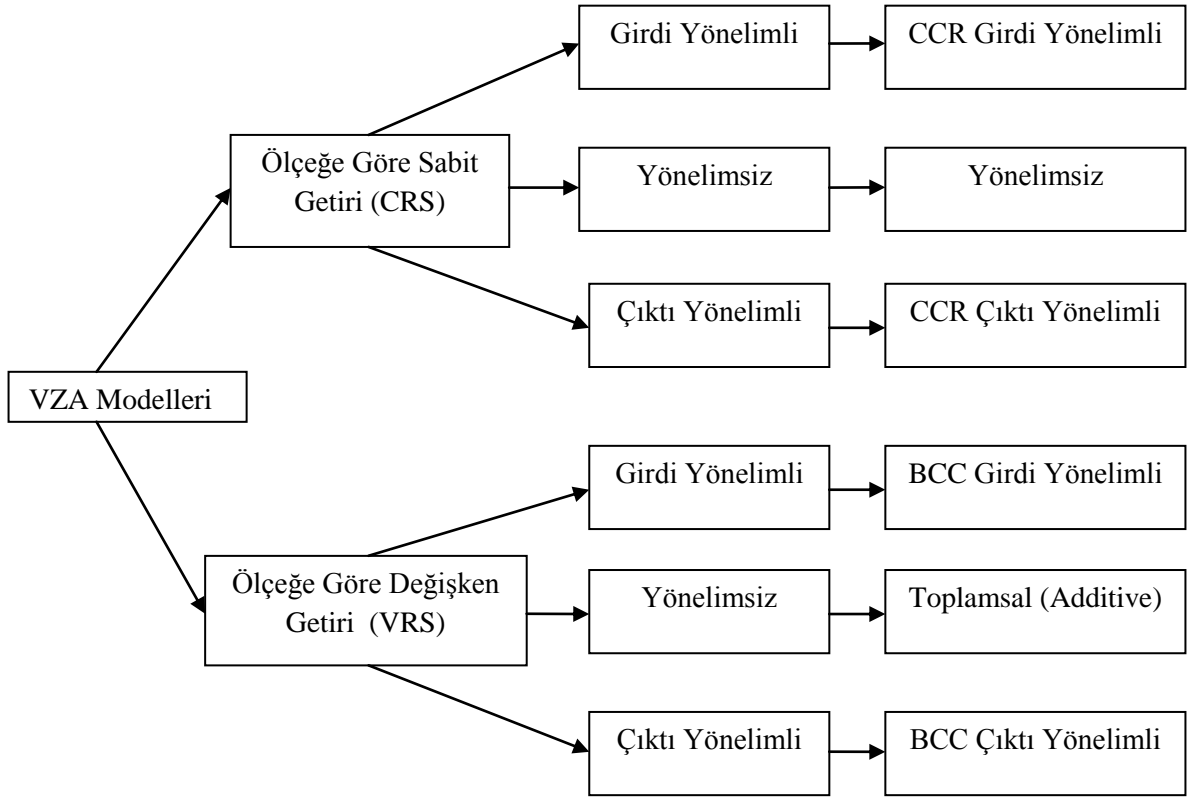 Girdi Yönelimli
CCR Girdi Yönelimli
Ölçeğe Göre Sabit
Getiri (CRS)
Yönelimsiz
Yönelimsiz
Çıktı Yönelimli
CCR Çıktı Yönelimli
VZA Modelleri
Girdi Yönelimli
BCC Girdi Yönelimli
Ölçeğe Göre Değişken
Getiri (VRS)
Yönelimsiz
Toplamsal (Additive)
Çıktı Yönelimli
BCC Çıktı Yönelimli